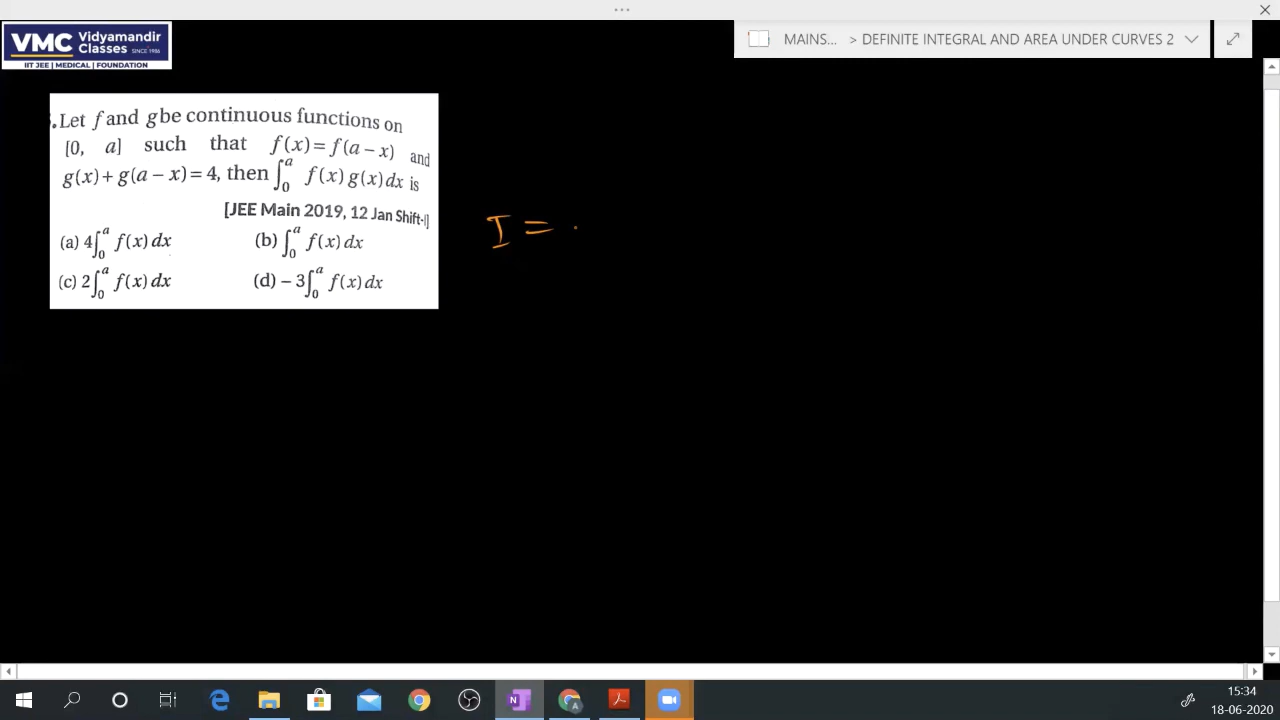 MAINS... > DEFINITE INTEGRAL AND AREA UNDER CURVES 2
VMC Vidyamandir Classes SINCE 1986
IIT JEE | MEDICAL | FOUNDATION
. Let f and g be continuous functions on
[0, a] such that f(x) = f(a − x) and
g(x) + g(a − x) = 4, then ∫₀ᵃ f(x) g(x) dx is
[JEE Main 2019, 12 Jan Shift-I]
(a) 4∫₀ᵃ f(x) dx (b) ∫₀ᵃ f(x) dx
(c) 2∫₀ᵃ f(x) dx (d) − 3∫₀ᵃ f(x) dx
I =
15:34
18-06-2020